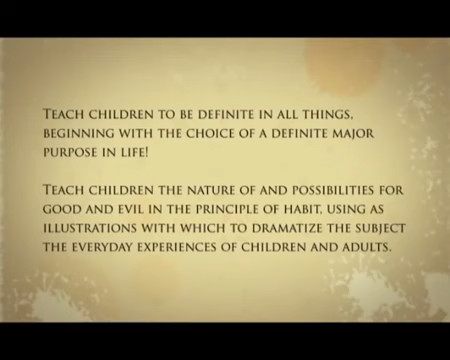 TEACH CHILDREN TO BE DEFINITE IN ALL THINGS,
BEGINNING WITH THE CHOICE OF A DEFINITE MAJOR
PURPOSE IN LIFE!
TEACH CHILDREN THE NATURE OF AND POSSIBILITIES FOR
GOOD AND EVIL IN THE PRINCIPLE OF HABIT, USING AS
ILLUSTRATIONS WITH WHICH TO DRAMATIZE THE SUBJECT
THE EVERYDAY EXPERIENCES OF CHILDREN AND ADULTS.